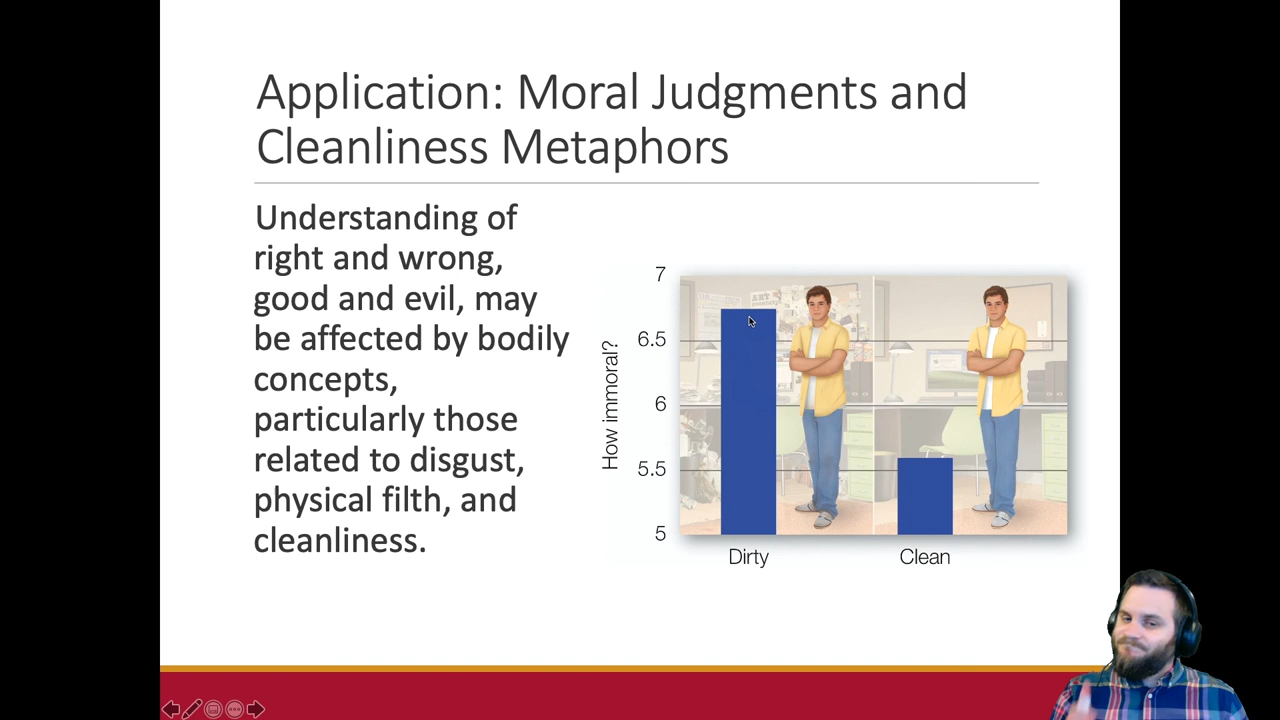 Application: Moral Judgments and
Cleanliness Metaphors
Understanding of
right and wrong,
good and evil, may
be affected by bodily
concepts,
particularly those
related to disgust,
physical filth, and
cleanliness.
How immoral?
7
6.5
6
5.5
5
Dirty
Clean